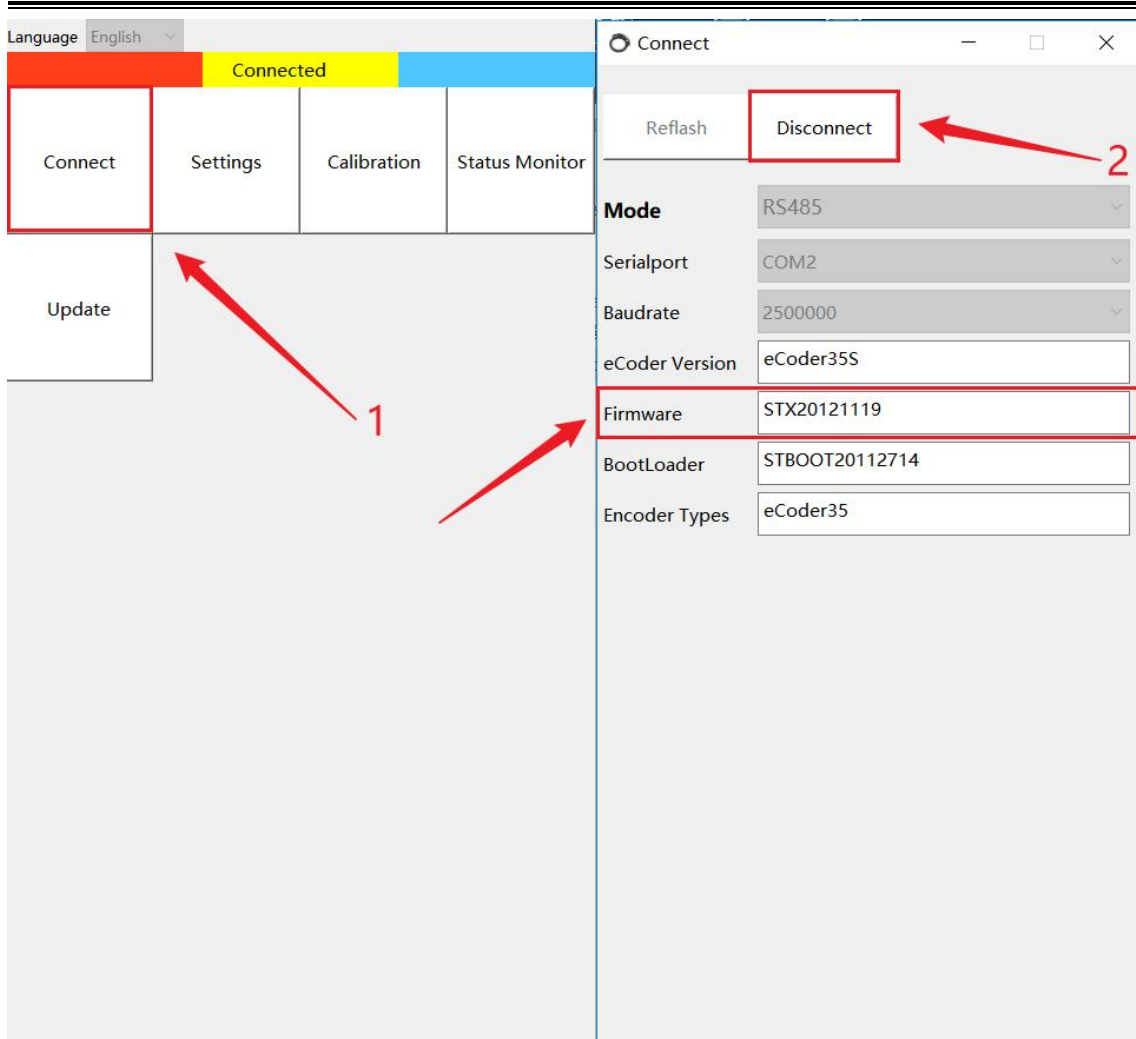 Language English
Connected
Connect Settings Calibration Status Monitor
Update
1
Connect
Reflash Disconnect
2
Mode RS485
Serialport COM2
Baudrate 2500000
eCoder Version eCoder35S
Firmware STX20121119
BootLoader STBOOT20112714
Encoder Types eCoder35